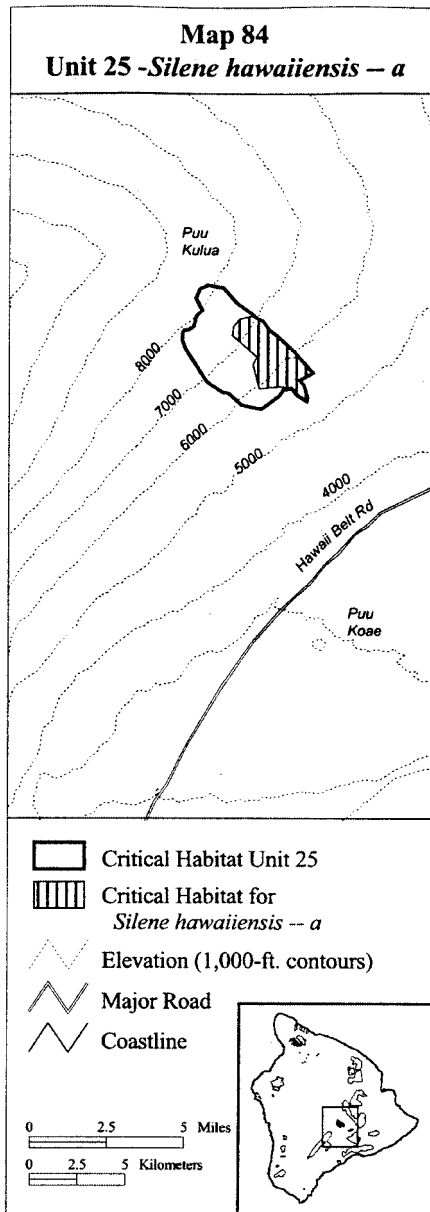 Map 84
Unit 25 -Silene hawaiiensis – a
Puu
Kulua
8000
7000
6000
5000
4000
Hawaii Belt Rd
Puu
Koae
Critical Habitat Unit 25
Critical Habitat for
Silene hawaiiensis -- a
Elevation (1,000-ft. contours)
Major Road
Coastline
0 2.5 5 Miles
0 2.5 5 Kilometers